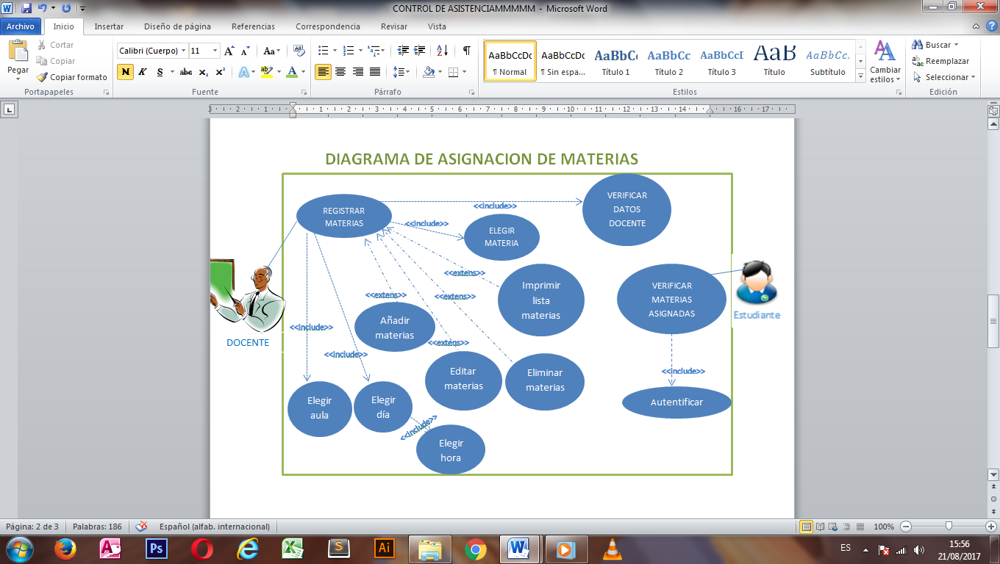 CONTROL DE ASISTENCIAMMMMM - Microsoft Word
Archivo Inicio Insertar Diseño de página Referencias Correspondencia Revisar Vista
Pegar
Cortar
Copiar
Copiar formato
Portapapeles
Calibri (Cuerpo) 11
N K S abc x₂ x²
Fuente
Párrafo
AaBbCcDc AaBbCcDc AaBbCc AaBbCc AaBbCcI AaB AaBbCc.
¶ Normal ¶ Sin espa... Título 1 Título 2 Título 3 Título Subtítulo
Cambiar
estilos
Estilos
Buscar
Reemplazar
Seleccionar
Edición
3 2 1 1 2 3 4 5 6 7 8 9 10 11 12 13 14 16 17
DIAGRAMA DE ASIGNACION DE MATERIAS
REGISTRAR
MATERIAS
<<include>>
VERIFICAR
DATOS
DOCENTE
<<include>>
ELEGIR
MATERIA
<<extens>>
Imprimir
lista
materias
VERIFICAR
MATERIAS
ASIGNADAS
Estudiante
<<extens>>
<<extens>>
Añadir
materias
<<include>>
DOCENTE
<<extens>>
<<include>>
Editar
materias
Eliminar
materias
<<include>>
Autentificar
Elegir
aula
Elegir
día
<<include>>
Elegir
hora
Página: 2 de 3 Palabras: 186 Español (alfab. internacional) 100%
ES
15:56
21/08/2017